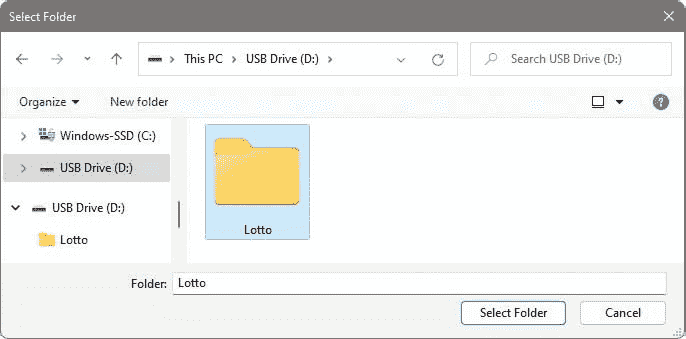 Select Folder
This PC > USB Drive (D:) >
Search USB Drive (D:)
Organize
New folder
Windows-SSD (C:)
USB Drive (D:)
USB Drive (D:)
Lotto
Lotto
Folder: Lotto
Select Folder
Cancel